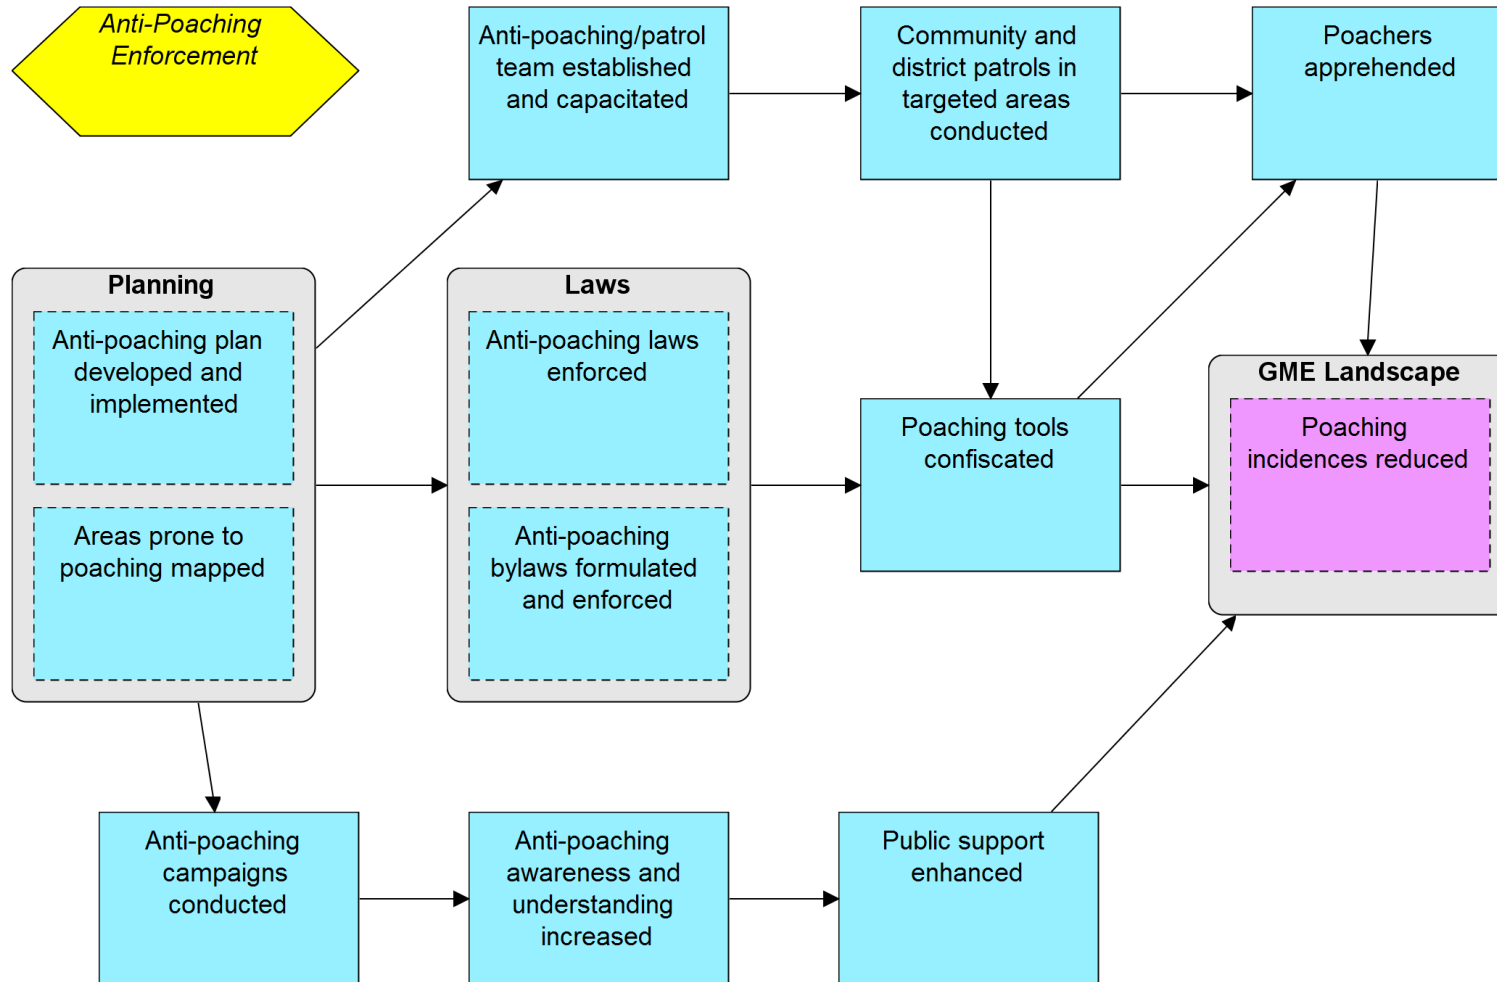 Anti-Poaching
Enforcement
Anti-poaching/patrol
team established
and capacitated
Community and
district patrols in
targeted areas
conducted
Poachers
apprehended
Planning
Anti-poaching plan
developed and
implemented
Areas prone to
poaching mapped
Laws
Anti-poaching laws
enforced
Anti-poaching
bylaws formulated
and enforced
Poaching tools
confiscated
GME Landscape
Poaching
incidences reduced
Anti-poaching
campaigns
conducted
Anti-poaching
awareness and
understanding
increased
Public support
enhanced